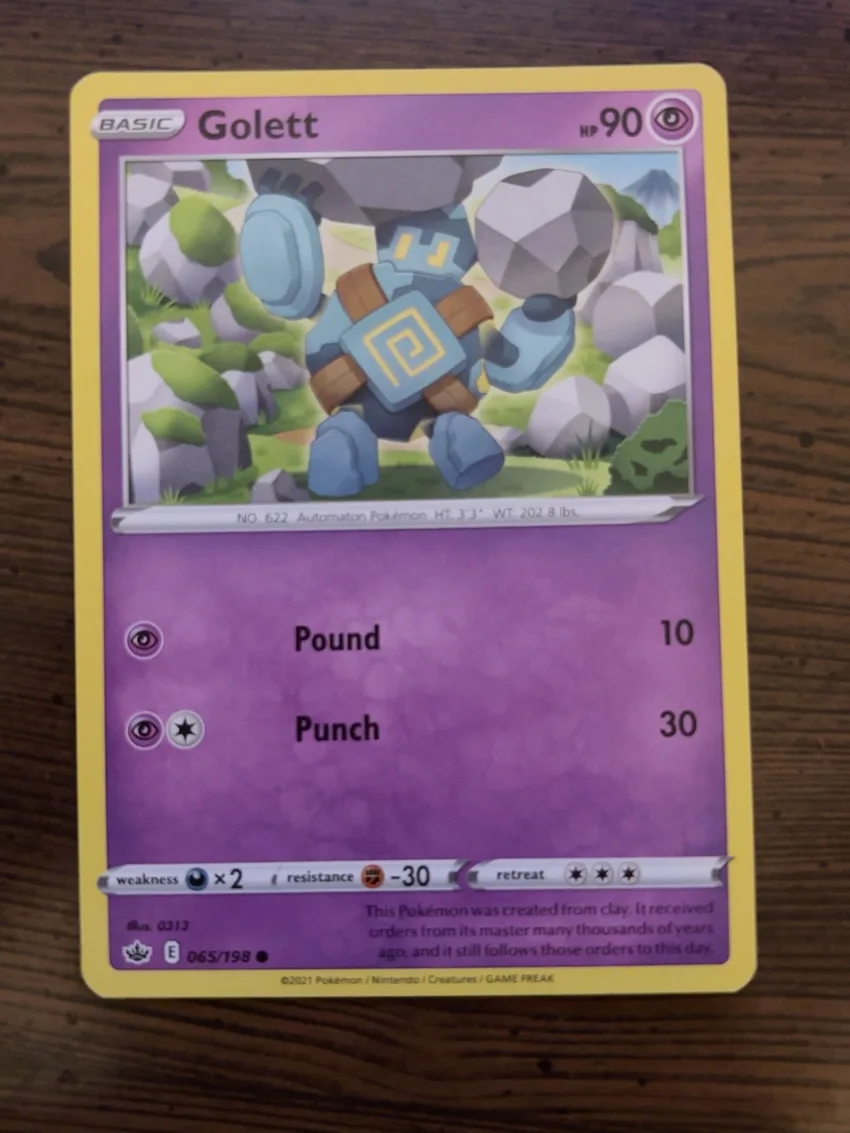 BASIC Golett HP 90
NO. 622 Automaton Pokémon HT: 3'3" WT: 202.8 lbs.
Pound 10
Punch 30
weakness ×2 resistance -30 retreat
This Pokémon was created from clay. It received
orders from its master many thousands of years
ago, and it still follows those orders to this day.
Illus. 0313
E 065/198
©2021 Pokémon / Nintendo / Creatures / GAME FREAK